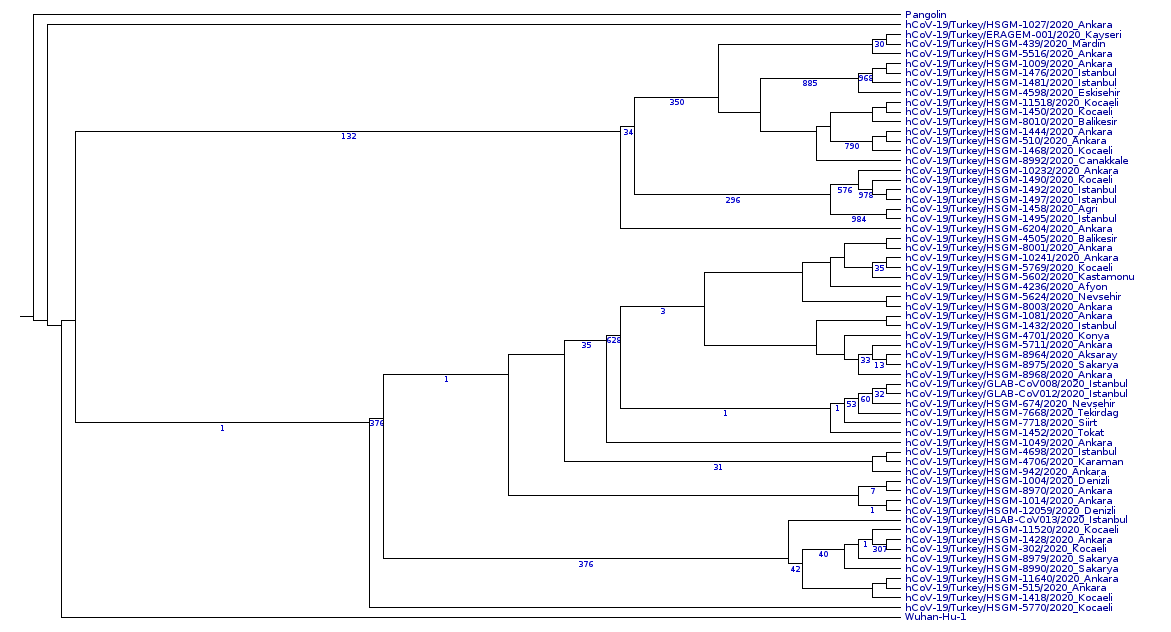 Pangolin
hCoV-19/Turkey/HSGM-1027/2020_Ankara
hCoV-19/Turkey/ERAGEM-001/2020_Kayseri
30
hCoV-19/Turkey/HSGM-439/2020_Mardin
hCoV-19/Turkey/HSGM-5516/2020_Ankara
hCoV-19/Turkey/HSGM-1009/2020_Ankara
hCoV-19/Turkey/HSGM-1476/2020_Istanbul
968
885
hCoV-19/Turkey/HSGM-1481/2020_Istanbul
hCoV-19/Turkey/HSGM-4598/2020_Eskisehir
350
hCoV-19/Turkey/HSGM-11518/2020_Kocaeli
hCoV-19/Turkey/HSGM-1450/2020_Kocaeli
hCoV-19/Turkey/HSGM-8010/2020_Balikesir
34
132
hCoV-19/Turkey/HSGM-1444/2020_Ankara
hCoV-19/Turkey/HSGM-510/2020_Ankara
790
hCoV-19/Turkey/HSGM-1468/2020_Kocaeli
hCoV-19/Turkey/HSGM-8992/2020_Canakkale
hCoV-19/Turkey/HSGM-10232/2020_Ankara
hCoV-19/Turkey/HSGM-1490/2020_Kocaeli
576
hCoV-19/Turkey/HSGM-1492/2020_Istanbul
978
296
hCoV-19/Turkey/HSGM-1497/2020_Istanbul
hCoV-19/Turkey/HSGM-1458/2020_Agri
984
hCoV-19/Turkey/HSGM-1495/2020_Istanbul
hCoV-19/Turkey/HSGM-6204/2020_Ankara
hCoV-19/Turkey/HSGM-4505/2020_Balikesir
hCoV-19/Turkey/HSGM-8001/2020_Ankara
hCoV-19/Turkey/HSGM-10241/2020_Ankara
35
hCoV-19/Turkey/HSGM-5769/2020_Kocaeli
hCoV-19/Turkey/HSGM-5602/2020_Kastamonu
hCoV-19/Turkey/HSGM-4236/2020_Afyon
hCoV-19/Turkey/HSGM-5624/2020_Nevsehir
hCoV-19/Turkey/HSGM-8003/2020_Ankara
3
hCoV-19/Turkey/HSGM-1081/2020_Ankara
hCoV-19/Turkey/HSGM-1432/2020_Istanbul
hCoV-19/Turkey/HSGM-4701/2020_Konya
628
35
hCoV-19/Turkey/HSGM-5711/2020_Ankara
hCoV-19/Turkey/HSGM-8964/2020_Aksaray
33
13
hCoV-19/Turkey/HSGM-8975/2020_Sakarya
hCoV-19/Turkey/HSGM-8968/2020_Ankara
1
hCoV-19/Turkey/GLAB-CoV008/2020_Istanbul
32
hCoV-19/Turkey/GLAB-CoV012/2020_Istanbul
60
53
hCoV-19/Turkey/HSGM-674/2020_Nevsehir
1
1
hCoV-19/Turkey/HSGM-7668/2020_Tekirdag
376
hCoV-19/Turkey/HSGM-7718/2020_Siirt
1
hCoV-19/Turkey/HSGM-1452/2020_Tokat
hCoV-19/Turkey/HSGM-1049/2020_Ankara
hCoV-19/Turkey/HSGM-4698/2020_Istanbul
31
hCoV-19/Turkey/HSGM-4706/2020_Karaman
hCoV-19/Turkey/HSGM-942/2020_Ankara
hCoV-19/Turkey/HSGM-1004/2020_Denizli
7
hCoV-19/Turkey/HSGM-8970/2020_Ankara
hCoV-19/Turkey/HSGM-1014/2020_Ankara
1
hCoV-19/Turkey/HSGM-12059/2020_Denizli
hCoV-19/Turkey/GLAB-CoV013/2020_Istanbul
hCoV-19/Turkey/HSGM-11520/2020_Kocaeli
hCoV-19/Turkey/HSGM-1428/2020_Ankara
1
307
hCoV-19/Turkey/HSGM-302/2020_Kocaeli
40
hCoV-19/Turkey/HSGM-8979/2020_Sakarya
376
42
hCoV-19/Turkey/HSGM-8990/2020_Sakarya
hCoV-19/Turkey/HSGM-11640/2020_Ankara
hCoV-19/Turkey/HSGM-515/2020_Ankara
hCoV-19/Turkey/HSGM-1418/2020_Kocaeli
hCoV-19/Turkey/HSGM-5770/2020_Kocaeli
Wuhan-Hu-1